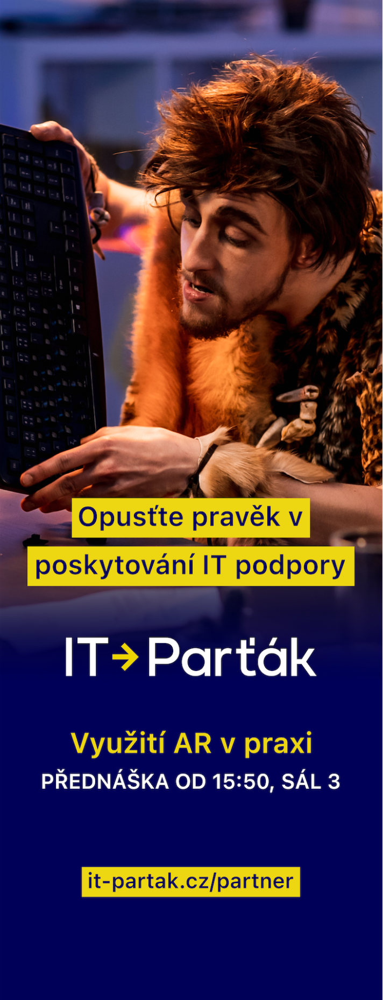 Opusťte pravěk v
poskytování IT podpory
IT→Parťák
Využití AR v praxi
PŘEDNÁŠKA OD 15:50, SÁL 3
it-partak.cz/partner